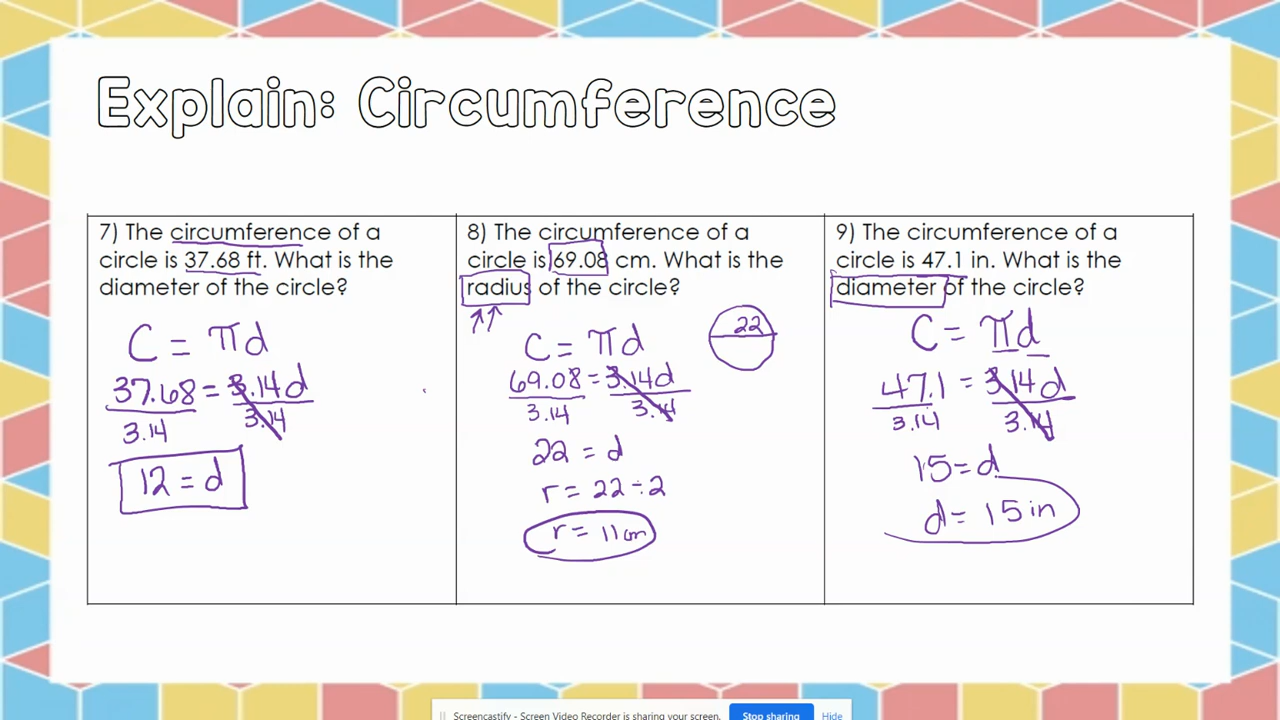 Explain: Circumference
7) The circumference of a
circle is 37.68 ft. What is the
diameter of the circle?
C = πd
37.68 = 3.14d
3.14 3.14
12 = d
8) The circumference of a
circle is 69.08 cm. What is the
radius of the circle?
22
C = πd
69.08 = 3.14d
3.14 3.14
22 = d
r = 22 ÷ 2
r = 11 cm
9) The circumference of a
circle is 47.1 in. What is the
diameter of the circle?
C = πd
47.1 = 3.14d
3.14 3.14
15 = d
d = 15 in
Screencastify - Screen Video Recorder is sharing your screen.
Stop sharing
Hide